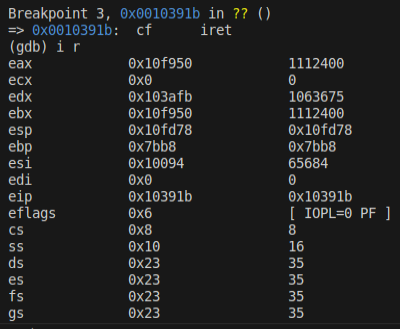 Breakpoint 3, 0x0010391b in ?? ()
=> 0x0010391b: cf iret
(gdb) i r
eax 0x10f950 1112400
ecx 0x0 0
edx 0x103afb 1063675
ebx 0x10f950 1112400
esp 0x10fd78 0x10fd78
ebp 0x7bb8 0x7bb8
esi 0x10094 65684
edi 0x0 0
eip 0x10391b 0x10391b
eflags 0x6 [ IOPL=0 PF ]
cs 0x8 8
ss 0x10 16
ds 0x23 35
es 0x23 35
fs 0x23 35
gs 0x23 35